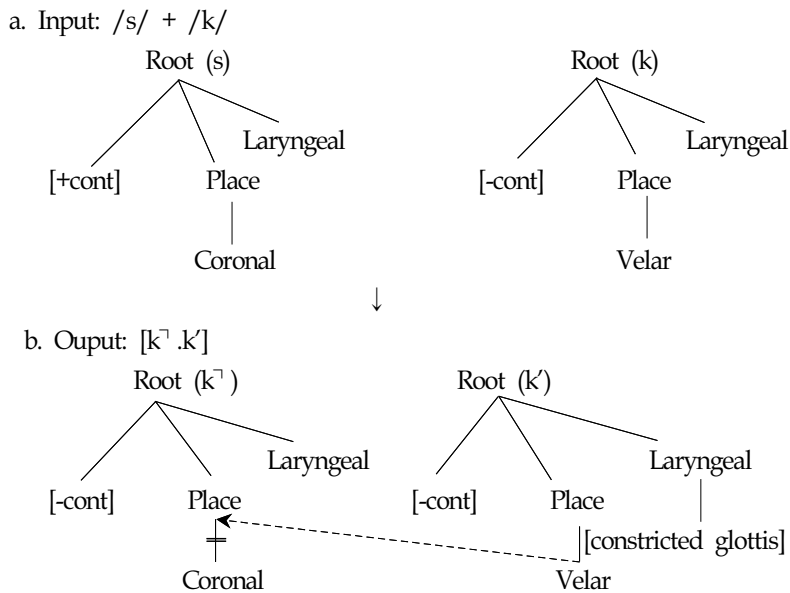 a. Input: /s/ + /k/
Root (s) Root (k)
Laryngeal Laryngeal
[+cont] Place [-cont] Place
Coronal Velar
↓
b. Ouput: [k̚ .k′]
Root (k̚ ) Root (k′)
Laryngeal Laryngeal
[-cont] Place [-cont] Place
[constricted glottis]
Coronal Velar